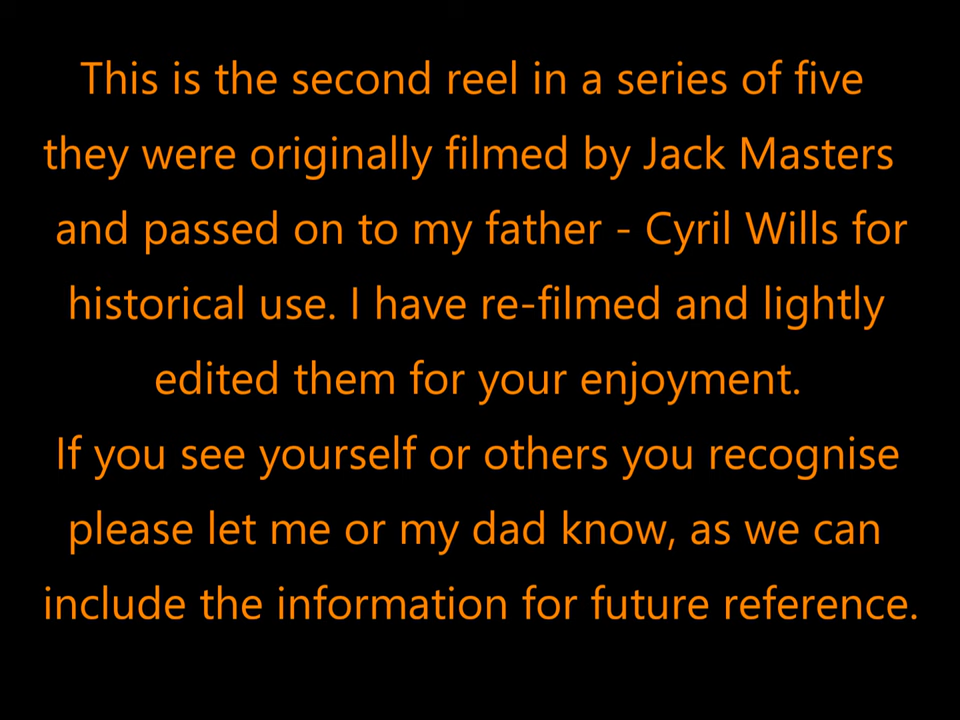 This is the second reel in a series of five
they were originally filmed by Jack Masters
and passed on to my father - Cyril Wills for
historical use. I have re-filmed and lightly
edited them for your enjoyment.
If you see yourself or others you recognise
please let me or my dad know, as we can
include the information for future reference.